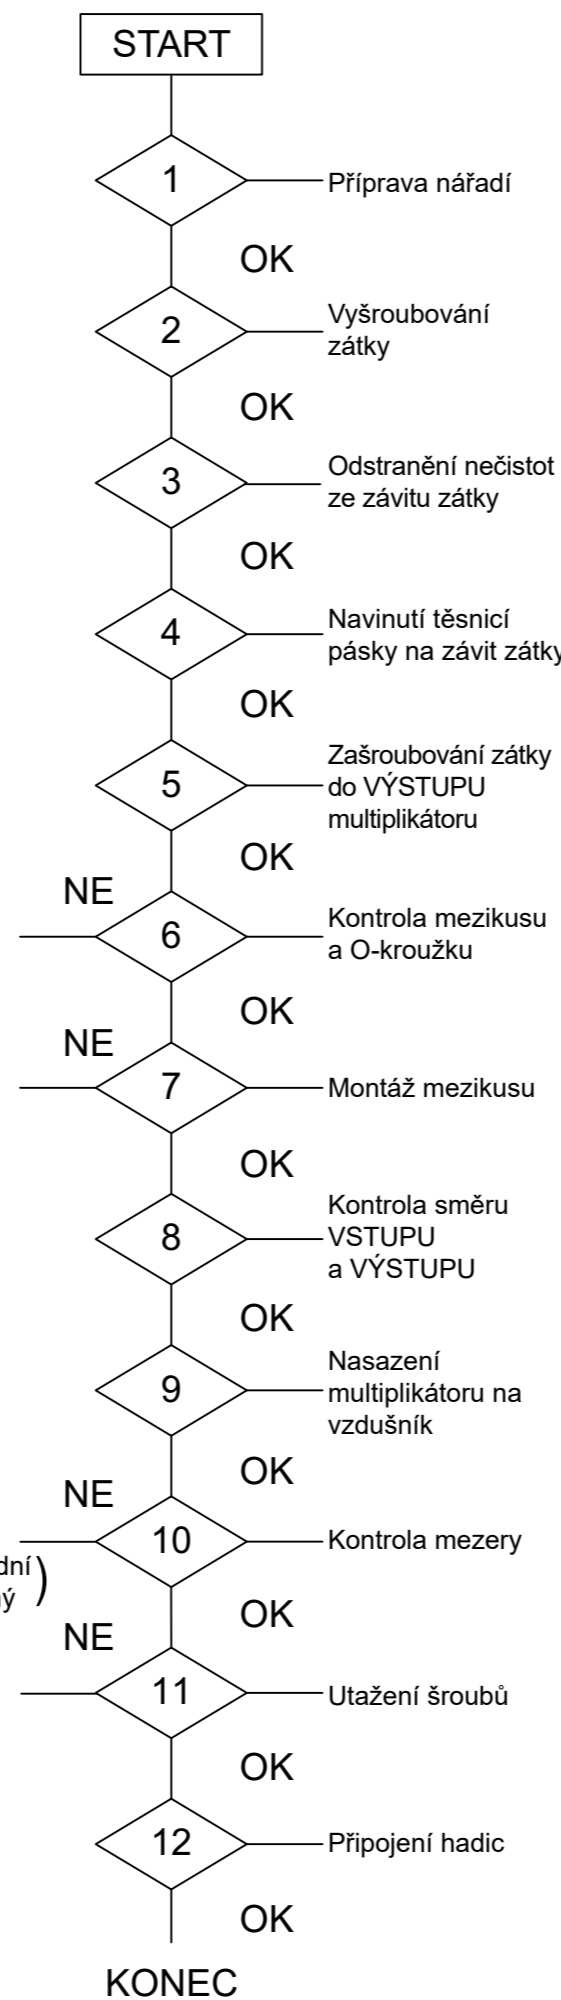 START
1
Příprava nářadí
OK
2
Vyšroubování
zátky
OK
3
Odstranění nečistot
ze závitu zátky
OK
4
Navinutí těsnicí
pásky na závit zátky
OK
5
Zašroubování zátky
do VÝSTUPU
multiplikátoru
OK
NE
6
Kontrola mezikusu
a O-kroužku
OK
NE
7
Montáž mezikusu
OK
8
Kontrola směru
VSTUPU
a VÝSTUPU
OK
9
Nasazení
multiplikátoru na
vzdušník
OK
NE
10
Kontrola mezery
OK
NE
11
Utažení šroubů
OK
12
Připojení hadic
OK
KONEC